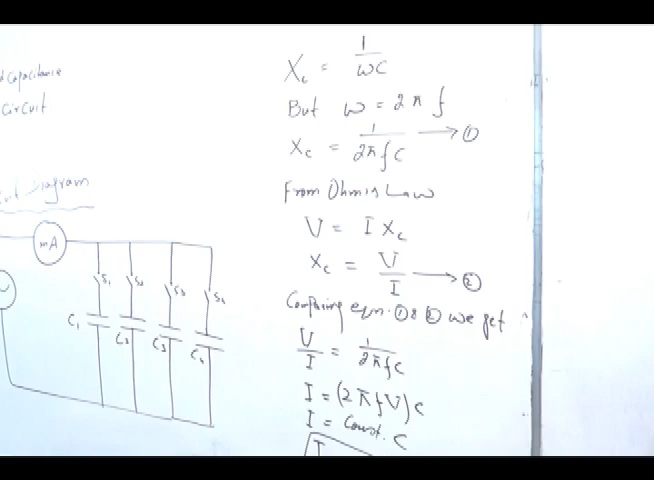 Capacitance
Circuit
Diagram
mA
S1 S2 S3 S4
C1 C2 C3 C4
Xc = 1/ωC
But ω = 2π f
Xc = 1/2πfC → ①
From Ohm's Law
V = I Xc
Xc = V/I → ②
Comparing eqn. ① & ② we get
V/I = 1/2πfC
I = (2πfV)C
I = Const. C
I